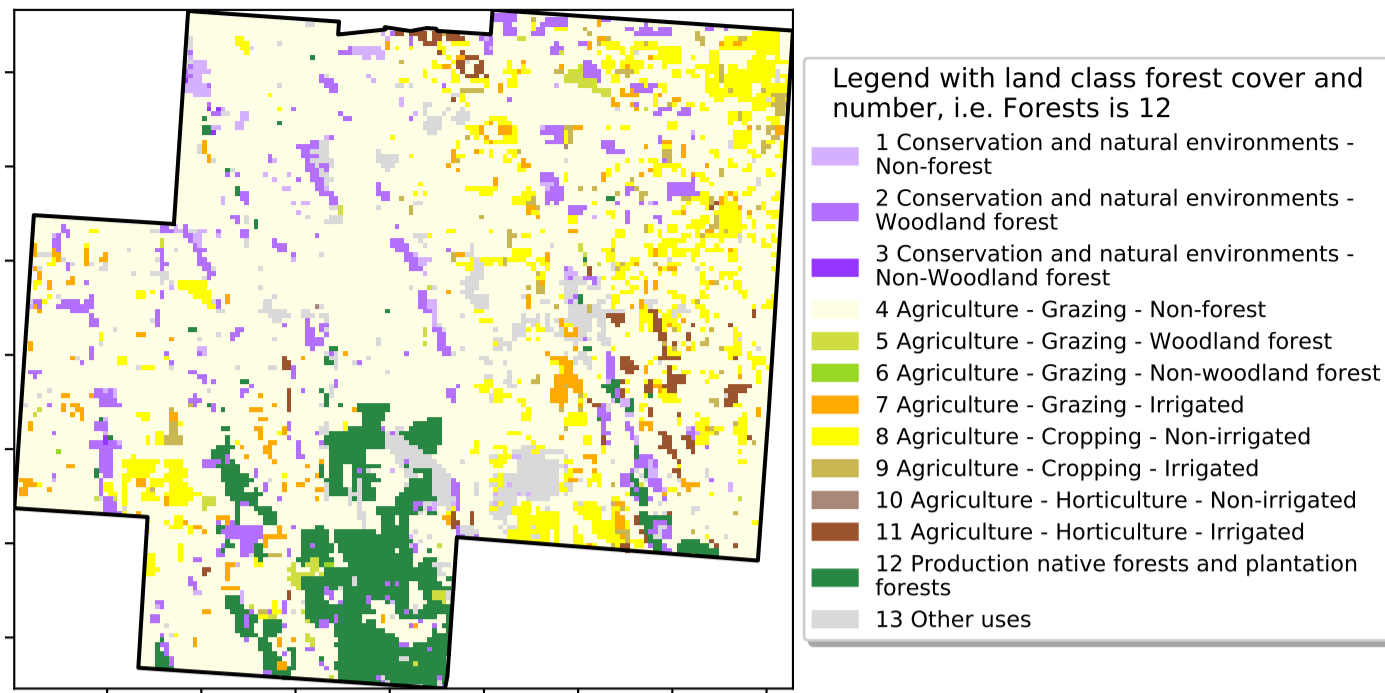 Legend with land class forest cover and
number, i.e. Forests is 12
1 Conservation and natural environments -
Non-forest
2 Conservation and natural environments -
Woodland forest
3 Conservation and natural environments -
Non-Woodland forest
4 Agriculture - Grazing - Non-forest
5 Agriculture - Grazing - Woodland forest
6 Agriculture - Grazing - Non-woodland forest
7 Agriculture - Grazing - Irrigated
8 Agriculture - Cropping - Non-irrigated
9 Agriculture - Cropping - Irrigated
10 Agriculture - Horticulture - Non-irrigated
11 Agriculture - Horticulture - Irrigated
12 Production native forests and plantation
forests
13 Other uses